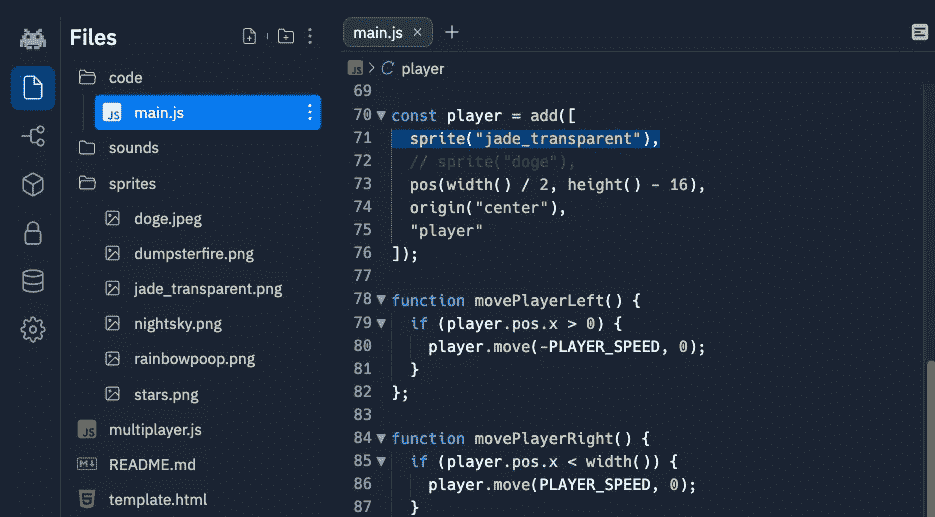 Files
code
JS main.js
sounds
sprites
doge.jpeg
dumpsterfire.png
jade_transparent.png
nightsky.png
rainbowpoop.png
stars.png
JS multiplayer.js
M README.md
5 template.html
main.js × +
JS > C player
69
70 ▼ const player = add([
71 sprite("jade_transparent"),
72 // sprite("doge"),
73 pos(width() / 2, height() - 16),
74 origin("center"),
75 "player"
76 ]);
77
78 ▼ function movePlayerLeft() {
79 ▼ if (player.pos.x > 0) {
80 player.move(-PLAYER_SPEED, 0);
81 }
82 };
83
84 ▼ function movePlayerRight() {
85 ▼ if (player.pos.x < width()) {
86 player.move(PLAYER_SPEED, 0);
87 }